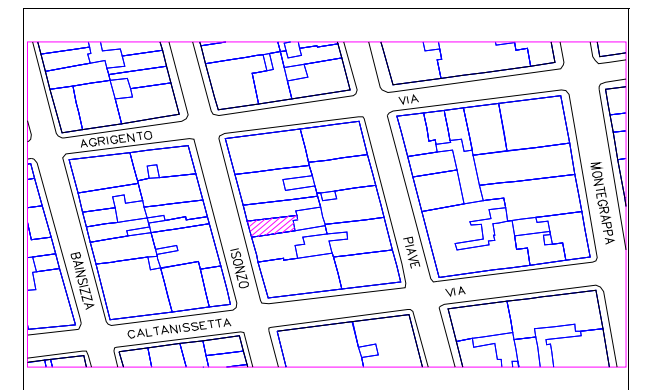 VIA
AGRIGENTO
MONTEGRAPPA
PIAVE
ISONZO
BAINSIZZA
VIA
CALTANISSETTA